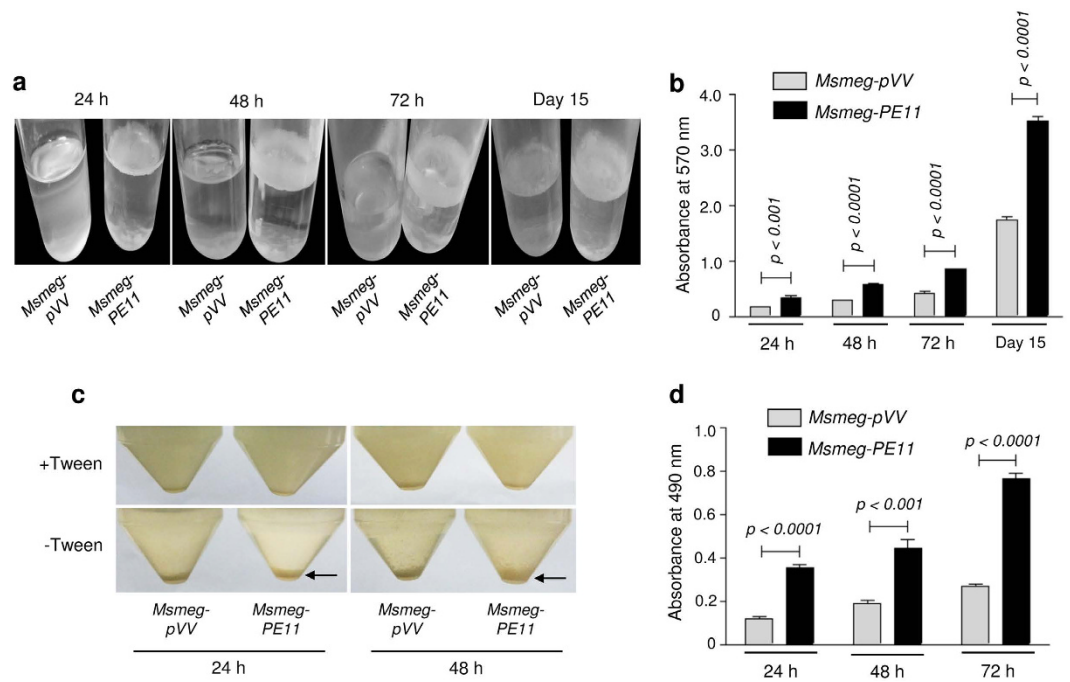 a
24 h
48 h
72 h
Day 15
Msmeg-
pVV
Msmeg-
PE11
Msmeg-
pVV
Msmeg-
PE11
Msmeg-
pVV
Msmeg-
PE11
Msmeg-
pVV
Msmeg-
PE11
b
Msmeg-pVV
Msmeg-PE11
Absorbance at 570 nm
4.0
3.0
2.0
1.0
0
p < 0.001
p < 0.0001
p < 0.0001
p < 0.0001
24 h
48 h
72 h
Day 15
c
+Tween
-Tween
Msmeg-
pVV
Msmeg-
PE11
Msmeg-
pVV
Msmeg-
PE11
24 h
48 h
d
Msmeg-pVV
Msmeg-PE11
Absorbance at 490 nm
1.0
0.8
0.6
0.4
0.2
0
p < 0.0001
p < 0.001
p < 0.0001
24 h
48 h
72 h